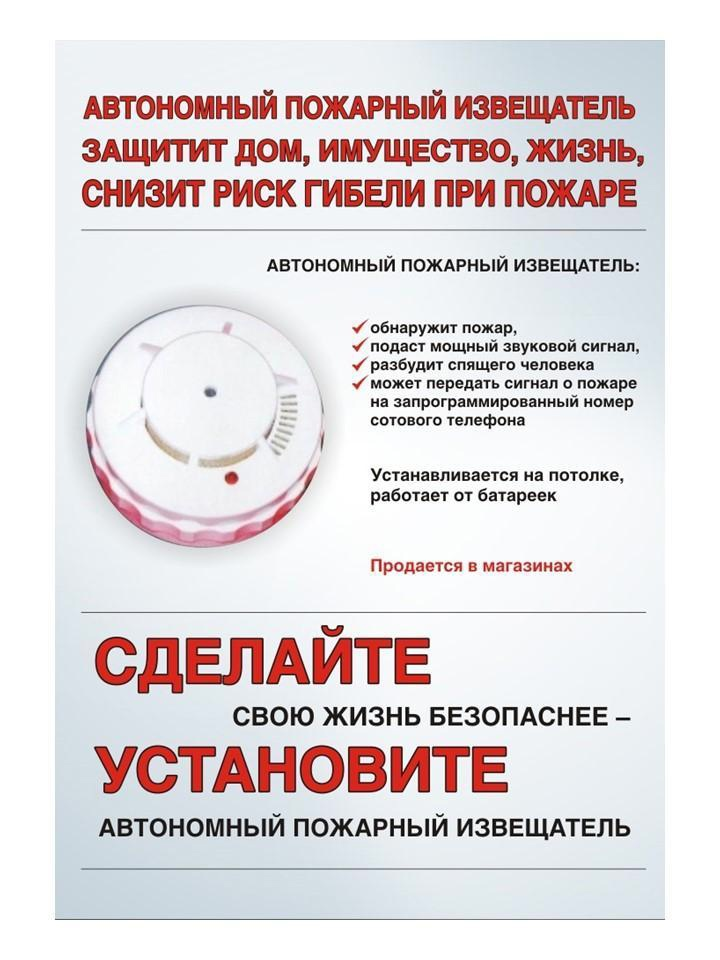 АВТОНОМНЫЙ ПОЖАРНЫЙ ИЗВЕЩАТЕЛЬ
ЗАЩИТИТ ДОМ, ИМУЩЕСТВО, ЖИЗНЬ,
СНИЗИТ РИСК ГИБЕЛИ ПРИ ПОЖАРЕ
АВТОНОМНЫЙ ПОЖАРНЫЙ ИЗВЕЩАТЕЛЬ:
обнаружит пожар,
подаст мощный звуковой сигнал,
разбудит спящего человека
может передать сигнал о пожаре
на запрограммированный номер
сотового телефона
Устанавливается на потолке,
работает от батареек
Продается в магазинах
СДЕЛАЙТЕ
СВОЮ ЖИЗНЬ БЕЗОПАСНЕЕ –
УСТАНОВИТЕ
АВТОНОМНЫЙ ПОЖАРНЫЙ ИЗВЕЩАТЕЛЬ